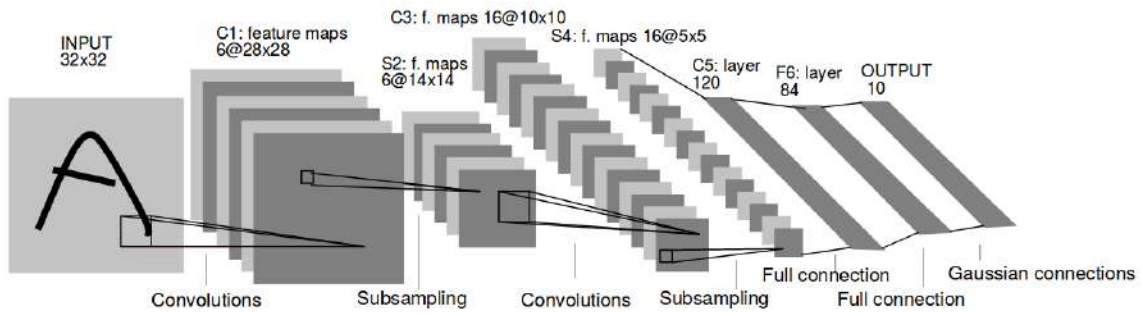 INPUT
32x32
C1: feature maps
6@28x28
S2: f. maps
6@14x14
C3: f. maps 16@10x10
S4: f. maps 16@5x5
C5: layer
120
F6: layer
84
OUTPUT
10
Convolutions
Subsampling
Convolutions
Subsampling
Full connection
Full connection
Gaussian connections